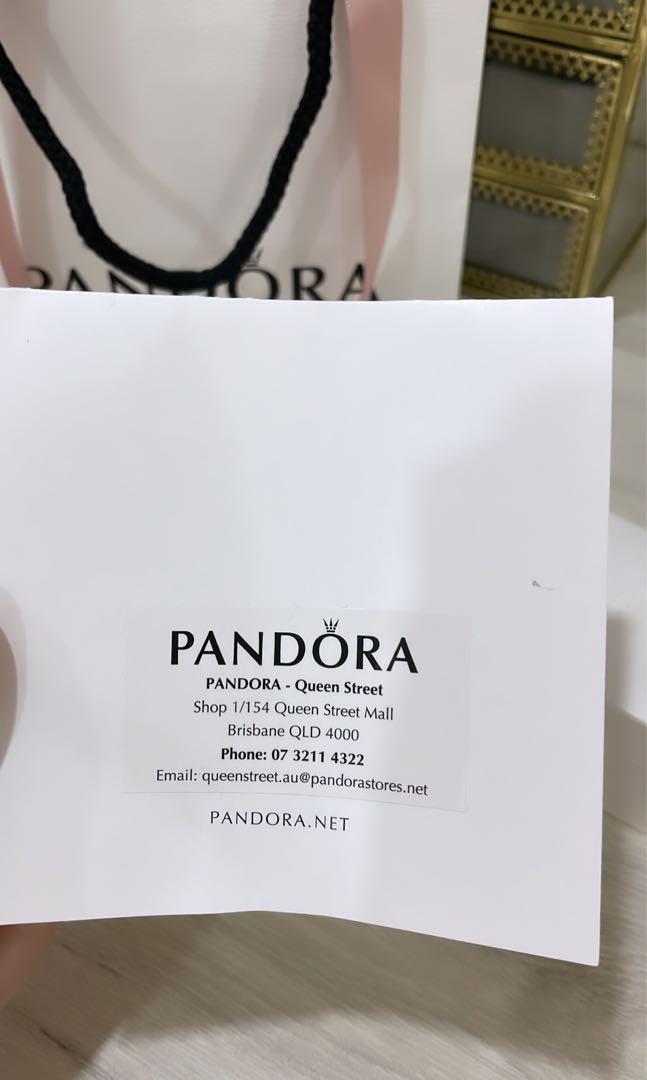 PANDORA
PANDORA
PANDORA - Queen Street
Shop 1/154 Queen Street Mall
Brisbane QLD 4000
Phone: 07 3211 4322
Email: queenstreet.au@pandorastores.net
PANDORA.NET